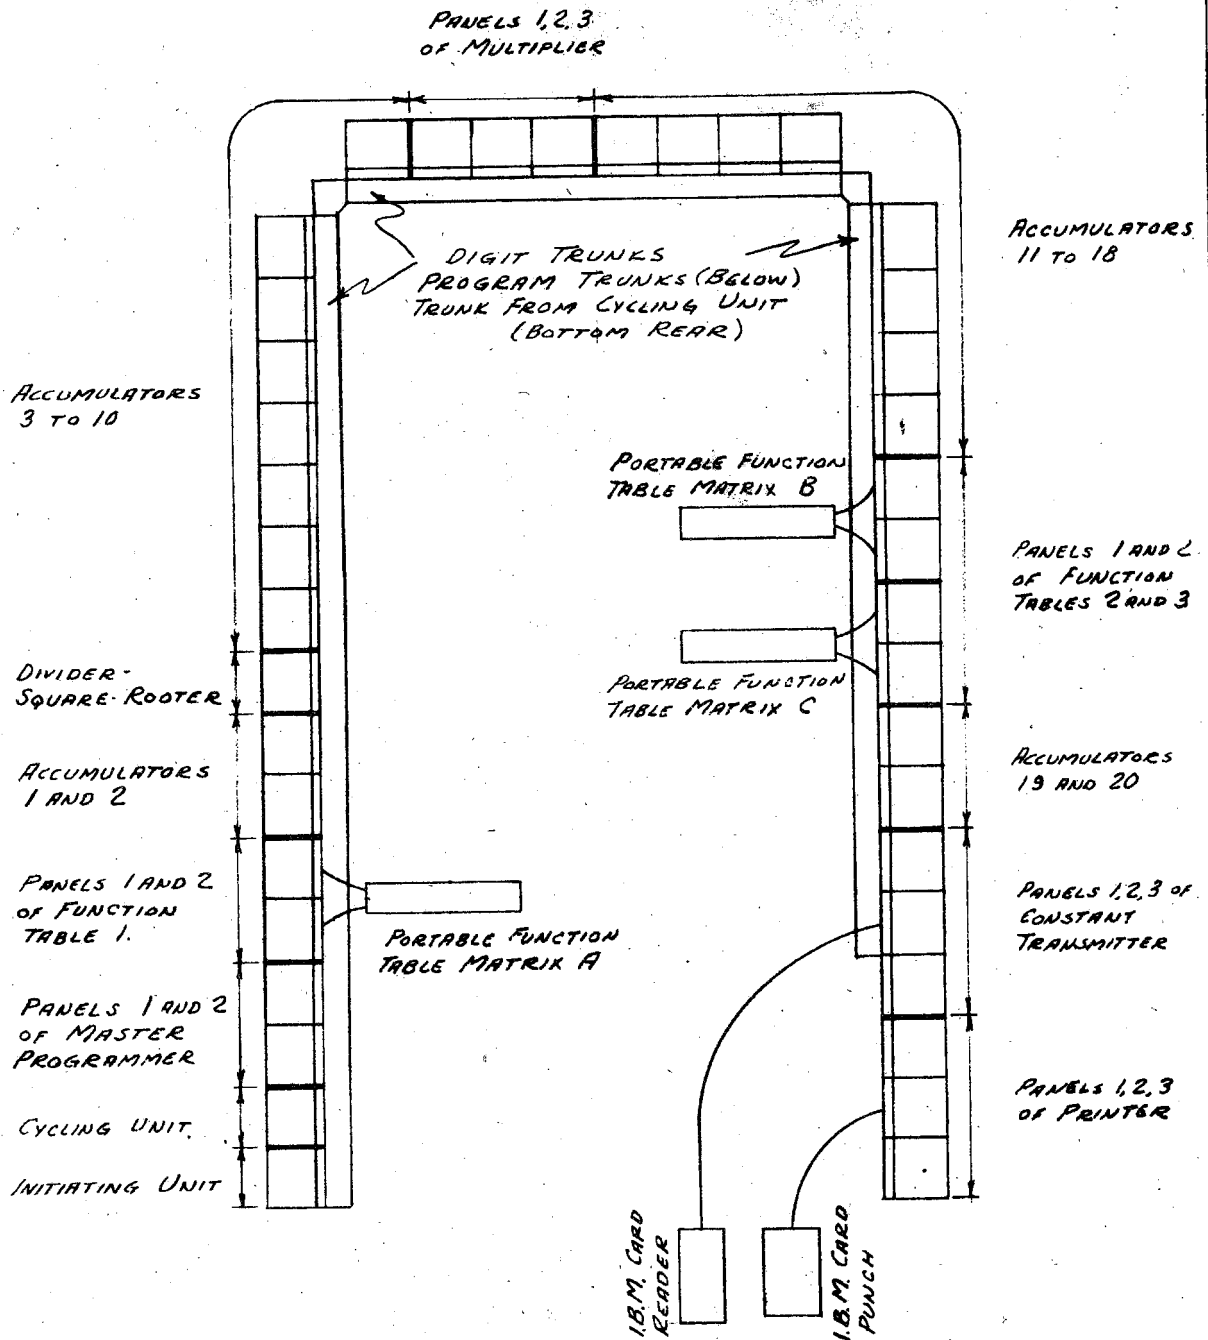 PANELS 1,2,3
OF MULTIPLIER
DIGIT TRUNKS
PROGRAM TRUNKS (BELOW)
TRUNK FROM CYCLING UNIT
(BOTTOM REAR)
ACCUMULATORS
11 TO 18
ACCUMULATORS
3 TO 10
PORTABLE FUNCTION
TABLE MATRIX B
PANELS 1 AND 2
OF FUNCTION
TABLES 2 AND 3
DIVIDER-
SQUARE-ROOTER
PORTABLE FUNCTION
TABLE MATRIX C
ACCUMULATORS
1 AND 2
ACCUMULATORS
19 AND 20
PANELS 1 AND 2
OF FUNCTION
TABLE 1.
PORTABLE FUNCTION
TABLE MATRIX A
PANELS 1,2,3 OF
CONSTANT
TRANSMITTER
PANELS 1 AND 2
OF MASTER
PROGRAMMER
PANELS 1,2,3
OF PRINTER
CYCLING UNIT.
INITIATING UNIT
I.B.M. CARD
READER
I.B.M. CARD
PUNCH